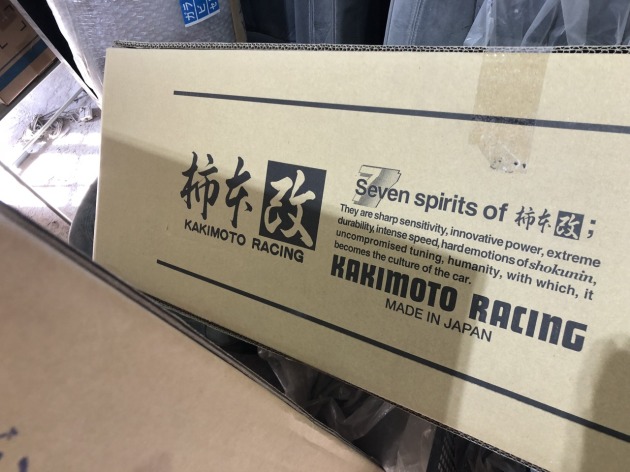 柿本改
KAKIMOTO RACING
7
Seven spirits of 柿本改;
They are sharp sensitivity, innovative power, extreme
durability, intense speed, hard emotions of shokunin,
uncompromised tuning, humanity, with which, it
becomes the culture of the car.
KAKIMOTO RACING
MADE IN JAPAN